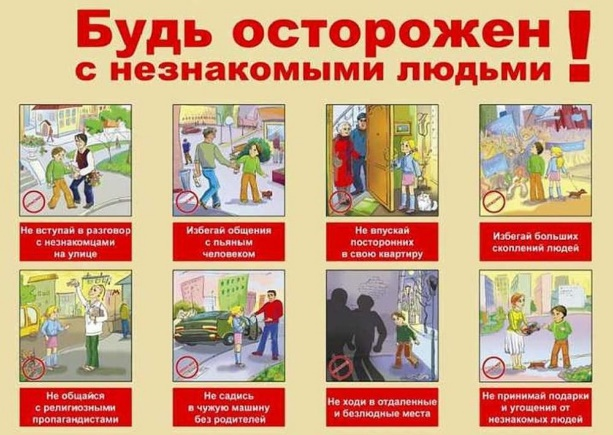 Будь осторожен
с незнакомыми людьми !
Не вступай в разговор
с незнакомцами
на улице
Избегай общения
с пьяным
человеком
Не впускай
посторонних
в свою квартиру
Избегай больших
скоплений людей
Не общайся
с религиозными
пропагандистами
Не садись
в чужую машину
без родителей
Не ходи в отдаленные
и безлюдные места
Не принимай подарки
и угощения от
незнакомых людей